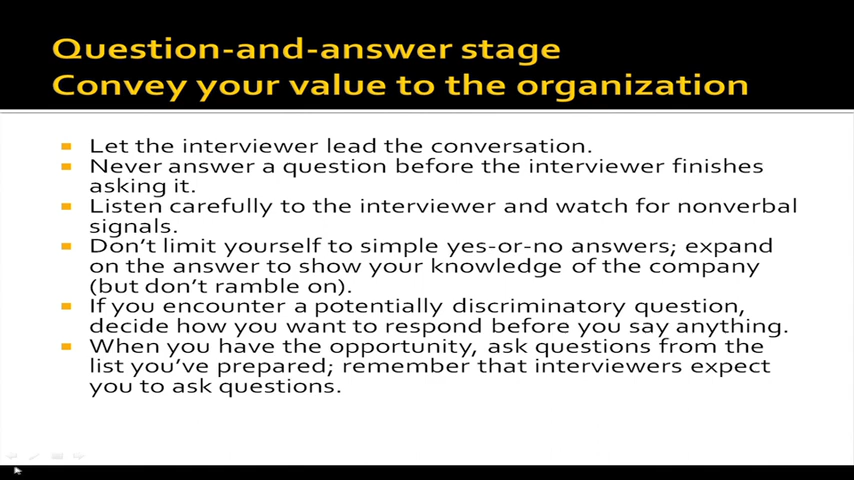 Question-and-answer stage
Convey your value to the organization
Let the interviewer lead the conversation.
Never answer a question before the interviewer finishes
asking it.
Listen carefully to the interviewer and watch for nonverbal
signals.
Don't limit yourself to simple yes-or-no answers; expand
on the answer to show your knowledge of the company
(but don't ramble on).
If you encounter a potentially discriminatory question,
decide how you want to respond before you say anything.
When you have the opportunity, ask questions from the
list you've prepared; remember that interviewers expect
you to ask questions.